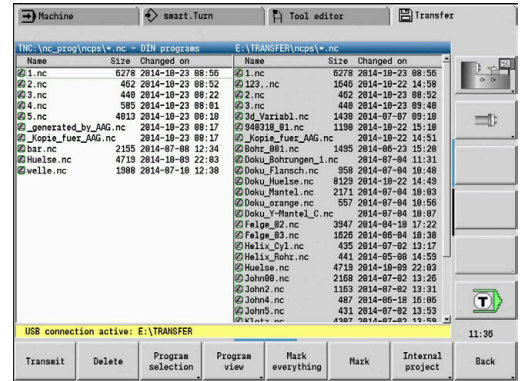 Machine
smart.Turn
Tool editor
Transfer
TNC:\nc_prog\ncps\*.nc - DIN programs
E:\TRANSFER\ncps\*.nc
Name Size Changed on
1.nc 6278 2014-10-23 08:56
2.nc 462 2014-10-23 08:52
3.nc 440 2014-10-23 08:22
4.nc 585 2014-10-23 08:01
5.nc 4013 2014-10-23 08:18
_generated_by_AAG.nc 2014-10-23 08:17
_Kopie_fuer_AAG.nc 2014-10-23 08:17
bar.nc 2155 2014-07-08 12:34
Huelse.nc 4719 2014-10-09 22:03
welle.nc 1908 2014-07-18 12:30
Name Size Changed on
1.nc 6278 2014-10-23 08:56
123,.nc 1646 2014-10-22 14:58
2.nc 462 2014-10-23 08:52
3.nc 440 2014-10-23 09:40
3d_Variabl.nc 1430 2014-07-07 09:18
940318_01.nc 1190 2014-10-22 15:10
_Kopie_fuer_AAG.nc 2014-10-22 14:51
Bohr_001.nc 1495 2014-06-23 15:20
Doku_Bohrungen_1.nc 2014-07-04 11:31
Doku_Flansch.nc 958 2014-07-04 10:40
Doku_Huelse.nc 8129 2014-10-22 14:49
Doku_Mantel.nc 2171 2014-07-04 10:03
Doku_orange.nc 557 2014-07-04 10:56
Doku_Y-Mantel_C.nc 2014-07-04 10:07
Felge_02.nc 3947 2014-04-10 17:22
Felge_03.nc 1626 2014-06-04 10:38
Helix_Cyl.nc 435 2014-07-02 13:17
Helix_Rohr.nc 441 2014-05-08 14:59
Huelse.nc 4719 2014-10-09 22:03
John00.nc 2168 2014-07-02 13:26
John2.nc 1163 2014-07-02 13:31
John4.nc 487 2014-06-18 16:06
John5.nc 431 2014-07-02 13:53
Klotz.nc 4307 2014-07-02 13:59
USB connection active: E:\TRANSFER
T
11:36
Transmit
Delete
Program selection
Program view
Mark everything
Mark
Internal project
Back